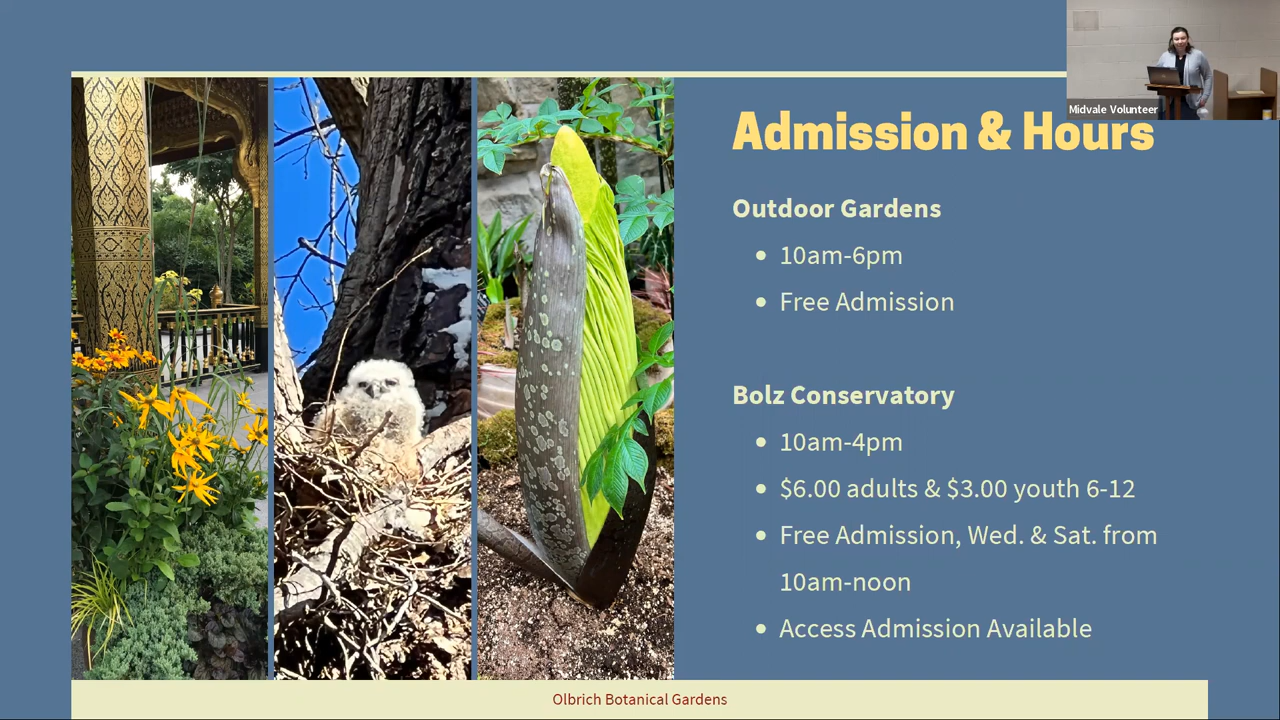 Midvale Volunteer
Admission & Hours
Outdoor Gardens
• 10am-6pm
• Free Admission
Bolz Conservatory
• 10am-4pm
• $6.00 adults & $3.00 youth 6-12
• Free Admission, Wed. & Sat. from
10am-noon
• Access Admission Available
Olbrich Botanical Gardens